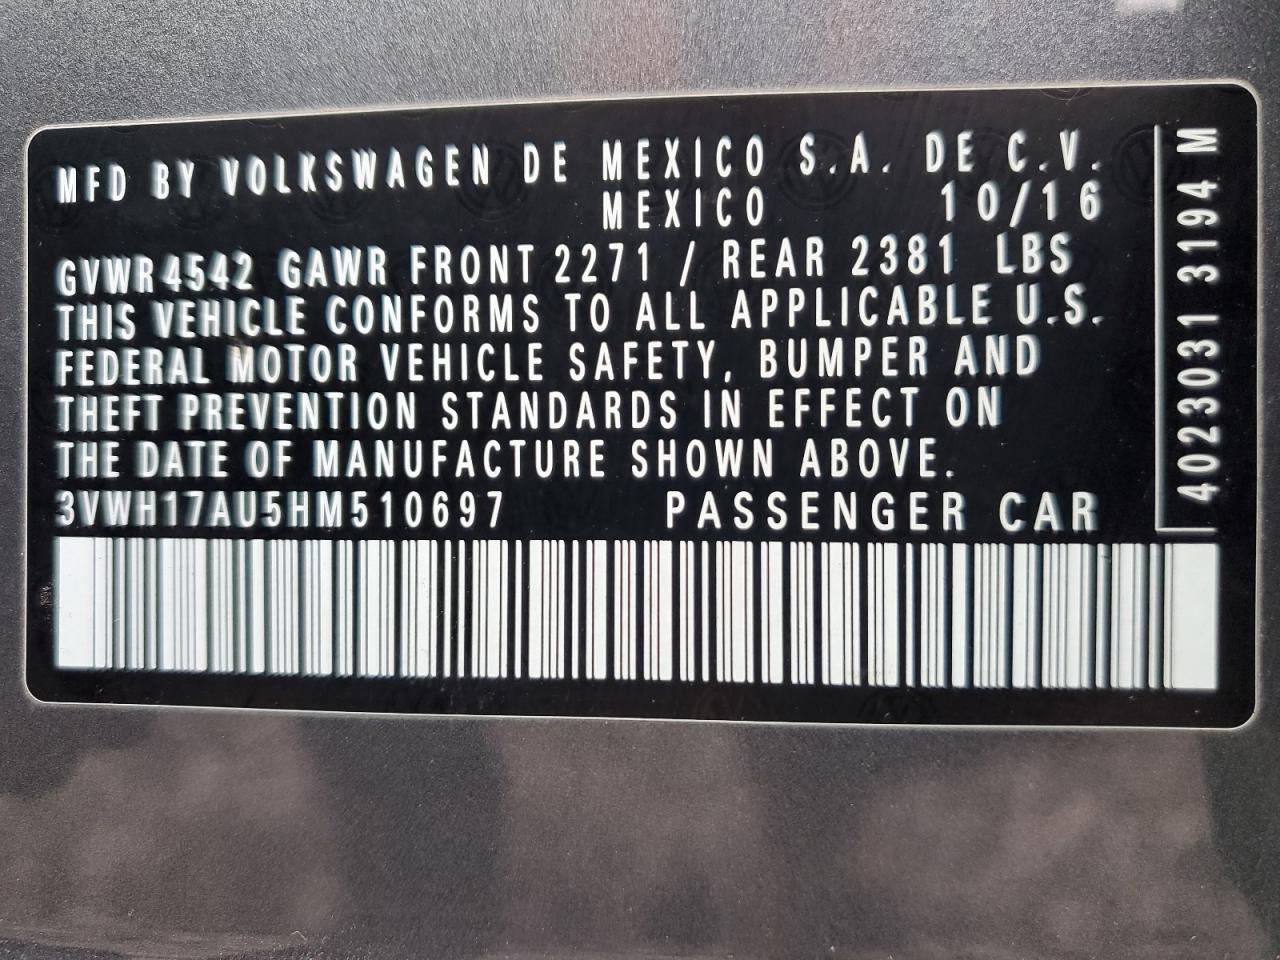 MFD BY VOLKSWAGEN DE MEXICO S.A. DE C.V.
MEXICO 10/16
GVWR4542 GAWR FRONT 2271 / REAR 2381 LBS
THIS VEHICLE CONFORMS TO ALL APPLICABLE U.S.
FEDERAL MOTOR VEHICLE SAFETY, BUMPER AND
THEFT PREVENTION STANDARDS IN EFFECT ON
THE DATE OF MANUFACTURE SHOWN ABOVE.
3VWH17AU5HM510697 PASSENGER CAR
4023031 3194 M